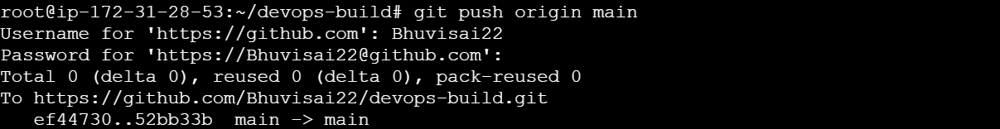 root@ip-172-31-28-53:~/devops-build# git push origin main
Username for 'https://github.com': Bhuvisai22
Password for 'https://Bhuvisai22@github.com':
Total 0 (delta 0), reused 0 (delta 0), pack-reused 0
To https://github.com/Bhuvisai22/devops-build.git
   ef44730..52bb33b  main -> main